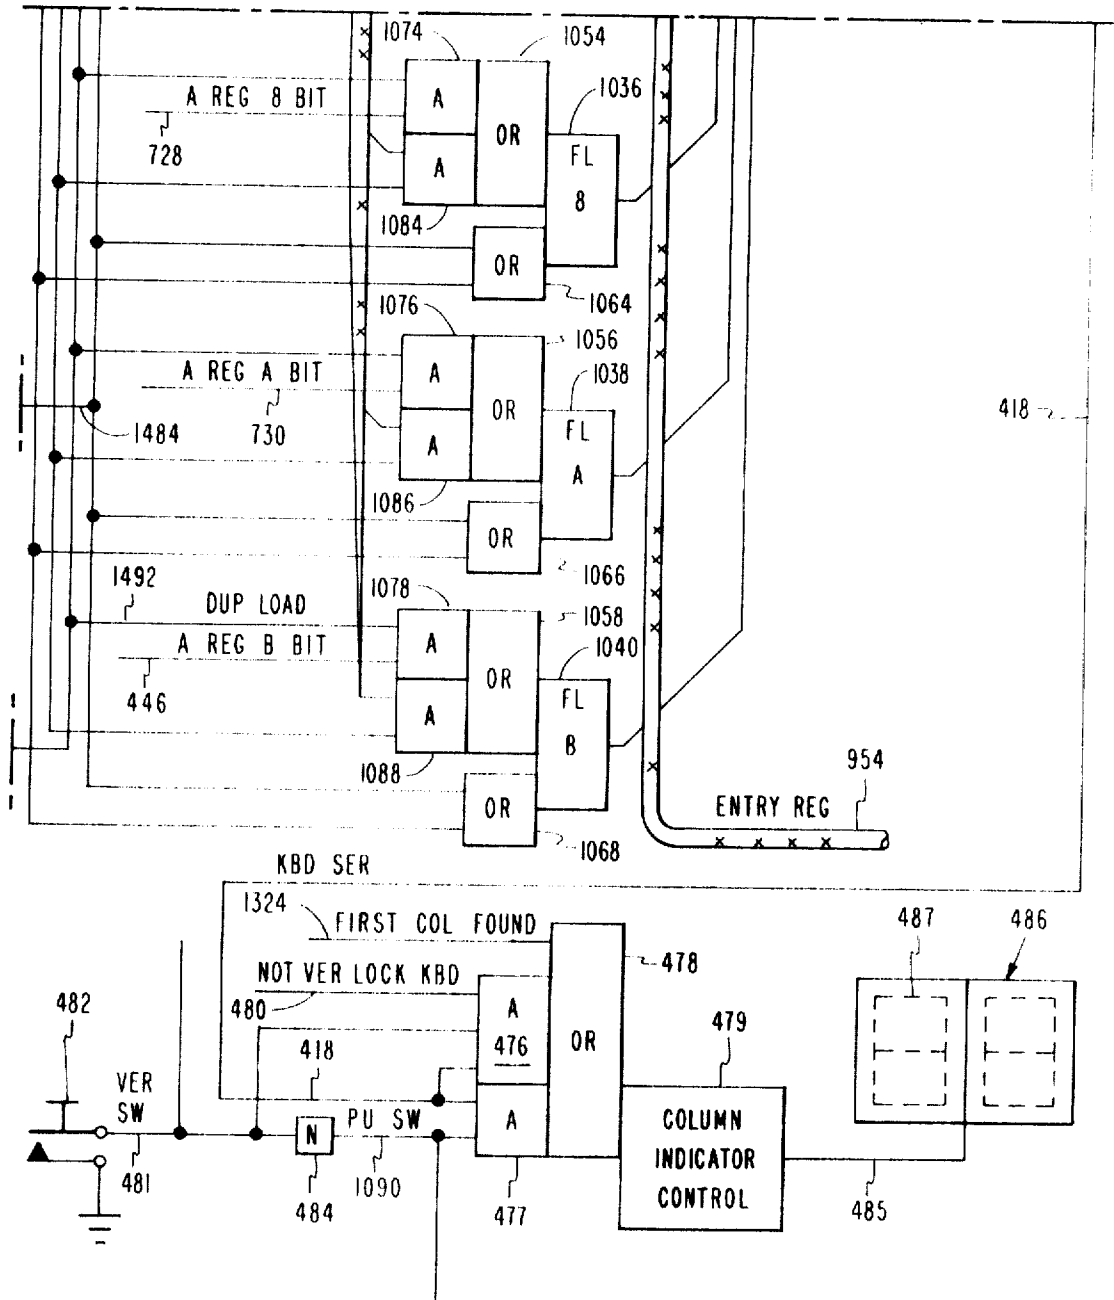 1074
1054
A REG 8 BIT
A
OR
1036
728
A
FL
8
1084
OR
1064
1076
1056
A REG A BIT
A
1038
OR
FL
A
418
1484
730
A
1086
OR
1066
1492
DUP LOAD
1078
1058
A REG B BIT
A
1040
OR
FL
B
446
A
1088
OR
1068
954
ENTRY REG
KBD SER
1324
FIRST COL FOUND
478
487
486
NOT VER LOCK KBD
480
A
476
OR
482
418
479
VER
SW
N
PU SW
A
COLUMN
INDICATOR
CONTROL
481
484
1090
477
485